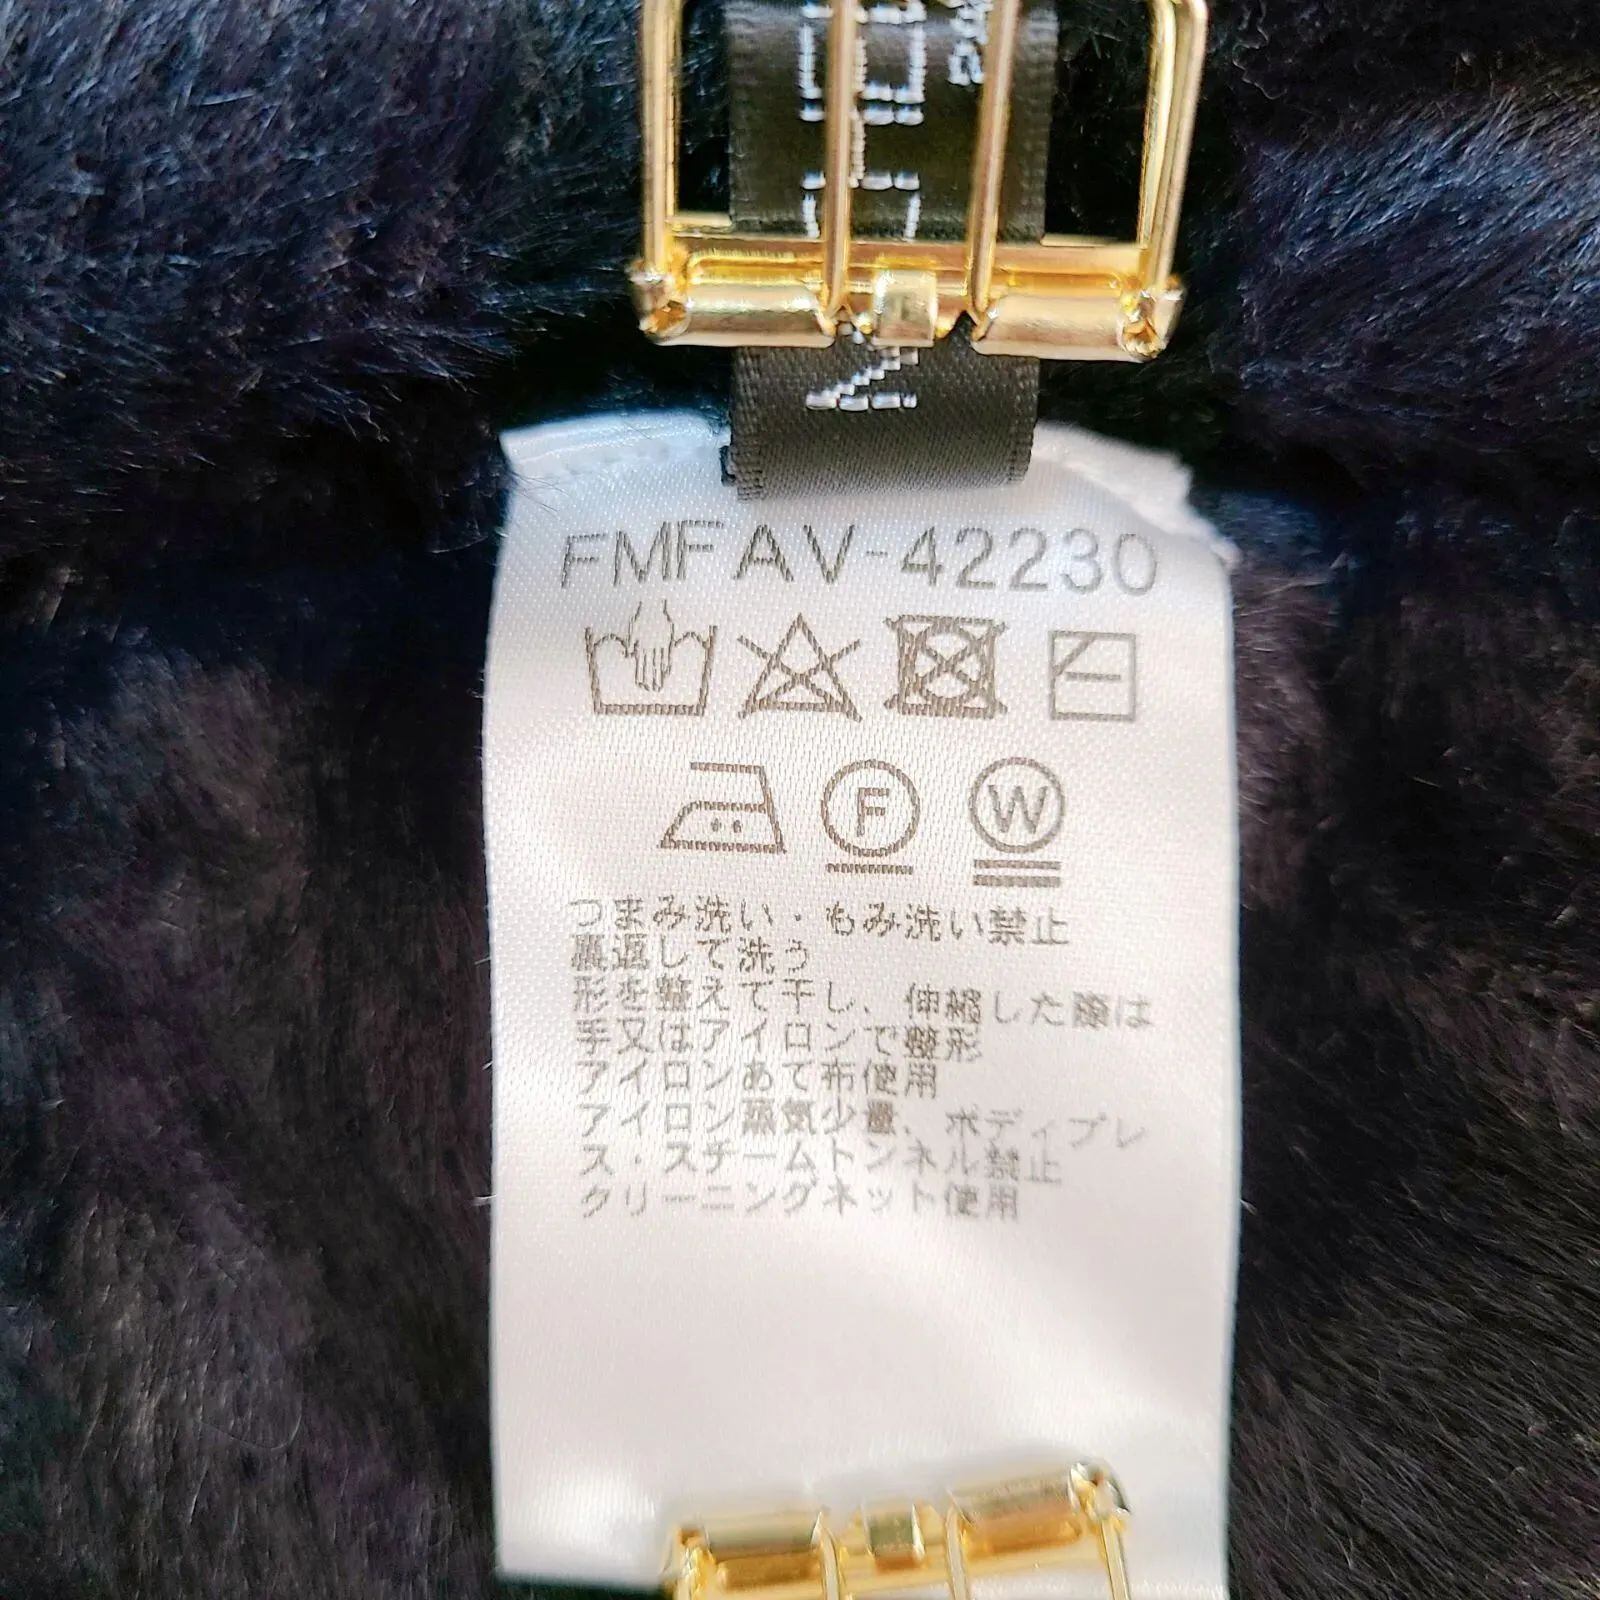 FMFAV-42230
F W
つまみ洗い・もみ洗い禁止
裏返して洗う
形を整えて干し、伸縮した際は
手又はアイロンで整形
アイロンあて布使用
アイロン蒸気少量、ボディプレ
ス・スチームトンネル禁止
クリーニングネット使用